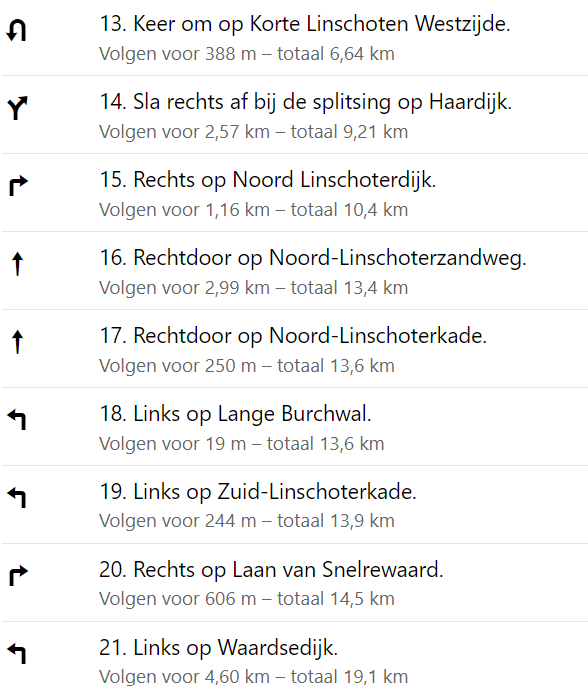 13. Keer om op Korte Linschoten Westzijde.
Volgen voor 388 m – totaal 6,64 km
14. Sla rechts af bij de splitsing op Haardijk.
Volgen voor 2,57 km – totaal 9,21 km
15. Rechts op Noord Linschoterdijk.
Volgen voor 1,16 km – totaal 10,4 km
16. Rechtdoor op Noord-Linschoterzandweg.
Volgen voor 2,99 km – totaal 13,4 km
17. Rechtdoor op Noord-Linschoterkade.
Volgen voor 250 m – totaal 13,6 km
18. Links op Lange Burchwal.
Volgen voor 19 m – totaal 13,6 km
19. Links op Zuid-Linschoterkade.
Volgen voor 244 m – totaal 13,9 km
20. Rechts op Laan van Snelrewaard.
Volgen voor 606 m – totaal 14,5 km
21. Links op Waardsedijk.
Volgen voor 4,60 km – totaal 19,1 km